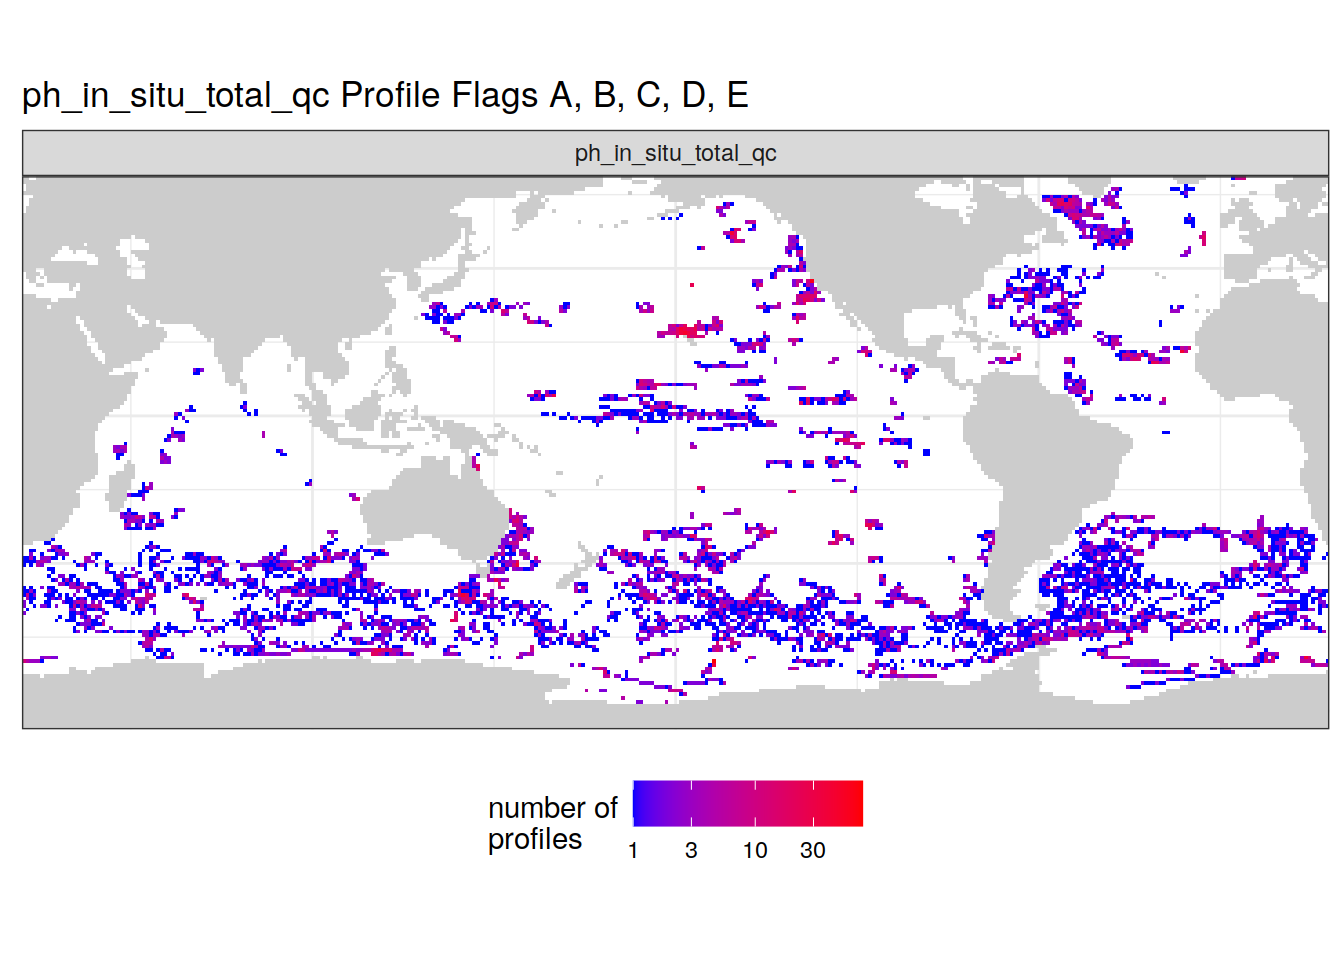 ph_in_situ_total_qc Profile Flags A, B, C, D, E
ph_in_situ_total_qc
number of
profiles
1 3 10 30